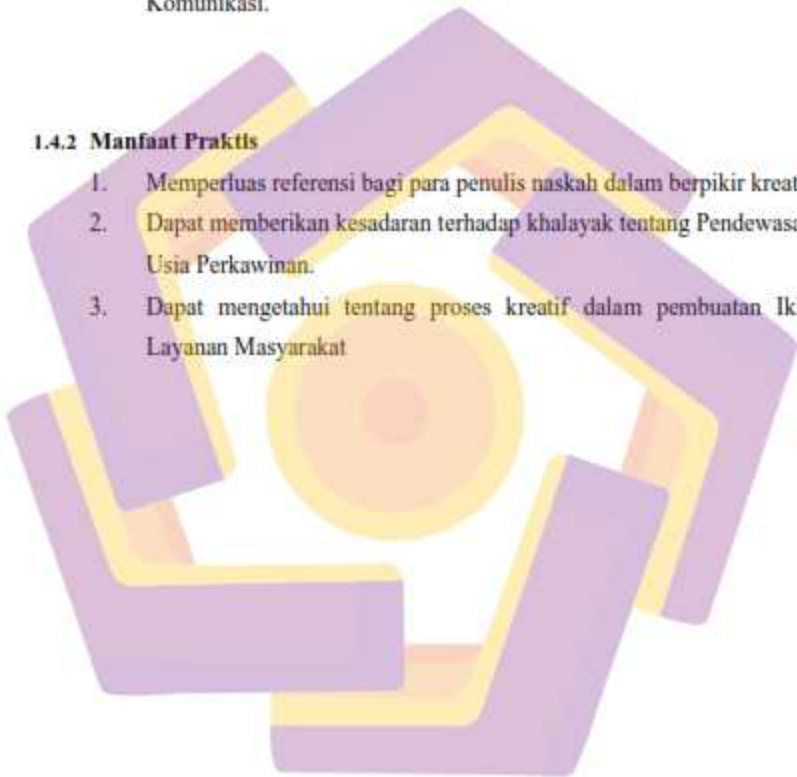 Komunikasi.
1.4.2 Manfaat Praktis
1. Memperluas referensi bagi para penulis naskah dalam berpikir kreat
2. Dapat memberikan kesadaran terhadap khalayak tentang Pendewasa
Usia Perkawinan.
3. Dapat mengetahui tentang proses kreatif dalam pembuatan Ik
Layanan Masyarakat